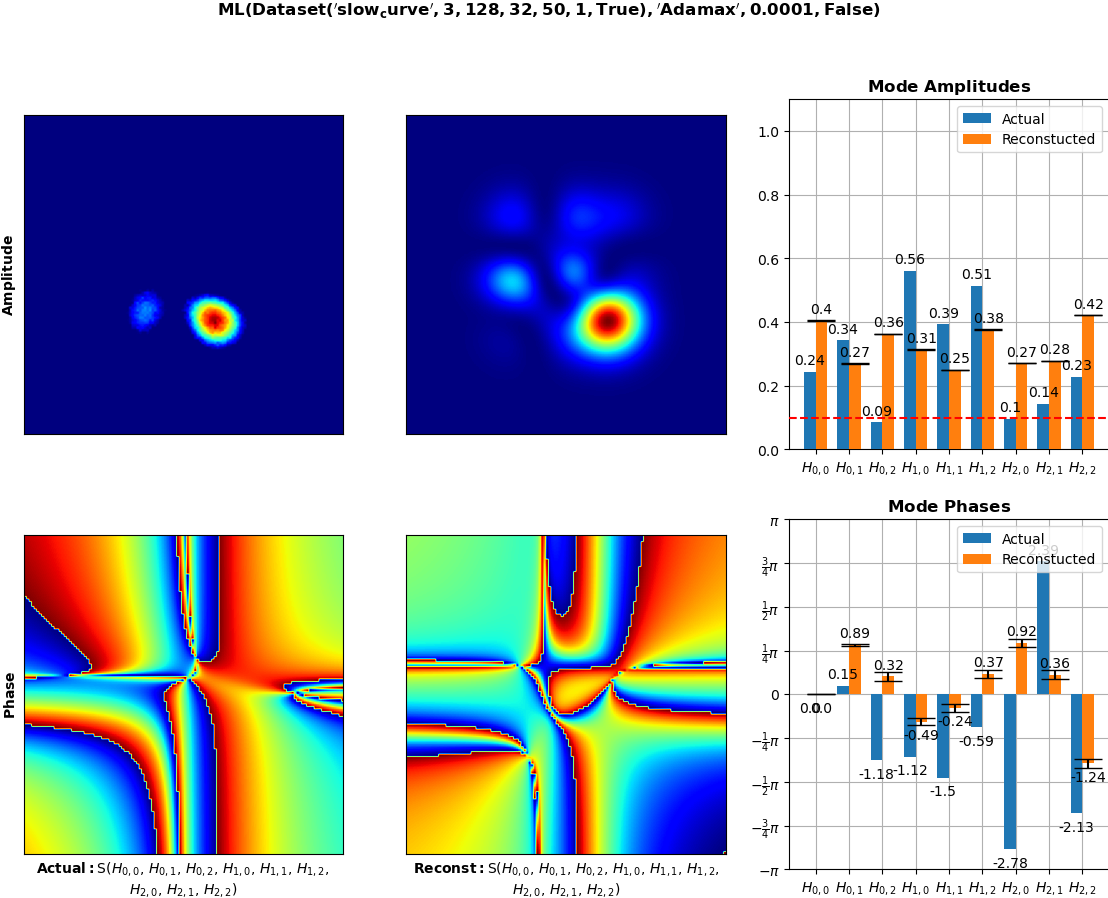 ML(Dataset('slow_curve', 3, 128, 32, 50, 1, True), 'Adamax', 0.0001, False)
Amplitude
Mode Amplitudes
Actual
Reconstucted
1.0
0.8
0.6
0.4
0.2
0.0
0.24
0.4
0.34
0.27
0.09
0.36
0.56
0.31
0.39
0.25
0.51
0.38
0.1
0.27
0.14
0.28
0.23
0.42
H0,0 H0,1 H0,2 H1,0 H1,1 H1,2 H2,0 H2,1 H2,2
Phase
Actual: S(H0,0, H0,1, H0,2, H1,0, H1,1, H1,2,
H2,0, H2,1, H2,2)
Reconst: S(H0,0, H0,1, H0,2, H1,0, H1,1, H1,2,
H2,0, H2,1, H2,2)
Mode Phases
Actual
Reconstucted
π
3/4π
1/2π
1/4π
0
−1/4π
−1/2π
−3/4π
−π
0.0
0.0
0.15
0.89
-1.18
0.32
-1.12
-0.49
-1.5
-0.24
-0.59
0.37
-2.78
0.92
2.39
0.36
-2.13
-1.24
H0,0 H0,1 H0,2 H1,0 H1,1 H1,2 H2,0 H2,1 H2,2